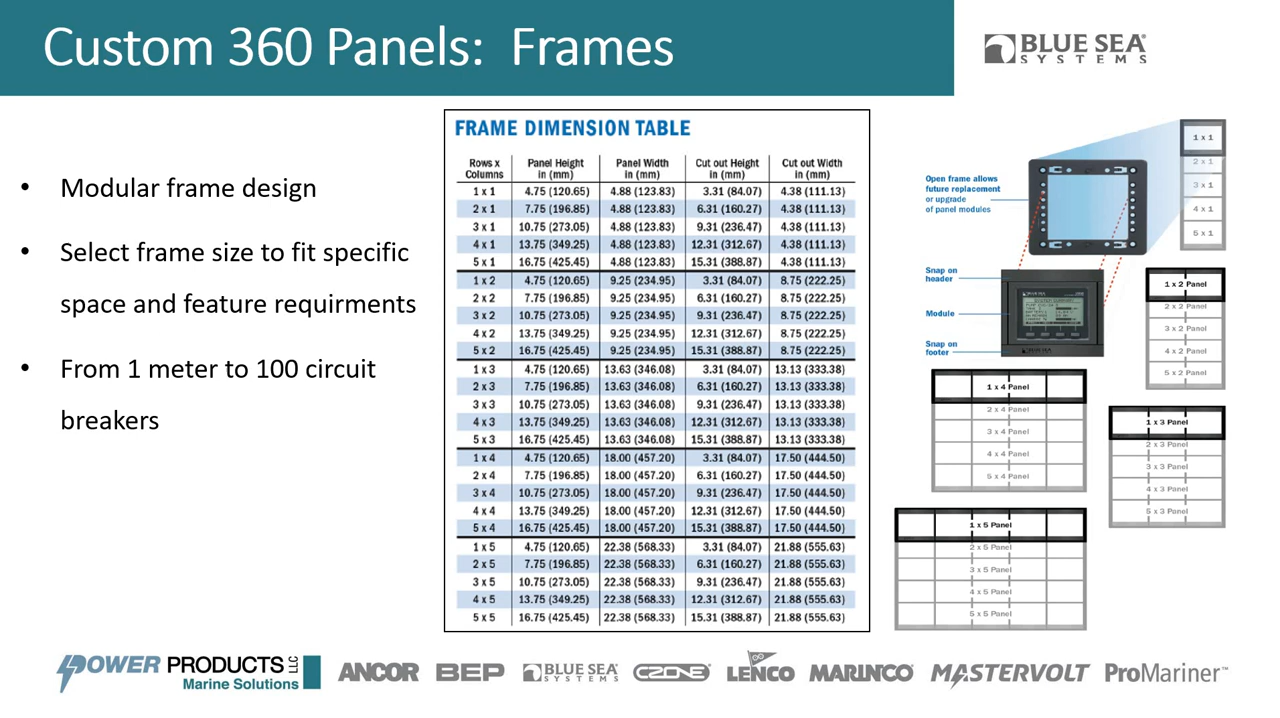 Custom 360 Panels: Frames
BLUE SEA®
SYSTEMS
• Modular frame design
• Select frame size to fit specific
space and feature requirments
• From 1 meter to 100 circuit
breakers
FRAME DIMENSION TABLE
Rows x Columns Panel Height in (mm) Panel Width in (mm) Cut out Height in (mm) Cut out Width in (mm)
1 x 1 4.75 (120.65) 4.88 (123.83) 3.31 (84.07) 4.38 (111.13)
2 x 1 7.75 (196.85) 4.88 (123.83) 6.31 (160.27) 4.38 (111.13)
3 x 1 10.75 (273.05) 4.88 (123.83) 9.31 (236.47) 4.38 (111.13)
4 x 1 13.75 (349.25) 4.88 (123.83) 12.31 (312.67) 4.38 (111.13)
5 x 1 16.75 (425.45) 4.88 (123.83) 15.31 (388.87) 4.38 (111.13)
1 x 2 4.75 (120.65) 9.25 (234.95) 3.31 (84.07) 8.75 (222.25)
2 x 2 7.75 (196.85) 9.25 (234.95) 6.31 (160.27) 8.75 (222.25)
3 x 2 10.75 (273.05) 9.25 (234.95) 9.31 (236.47) 8.75 (222.25)
4 x 2 13.75 (349.25) 9.25 (234.95) 12.31 (312.67) 8.75 (222.25)
5 x 2 16.75 (425.45) 9.25 (234.95) 15.31 (388.87) 8.75 (222.25)
1 x 3 4.75 (120.65) 13.63 (346.08) 3.31 (84.07) 13.13 (333.38)
2 x 3 7.75 (196.85) 13.63 (346.08) 6.31 (160.27) 13.13 (333.38)
3 x 3 10.75 (273.05) 13.63 (346.08) 9.31 (236.47) 13.13 (333.38)
4 x 3 13.75 (349.25) 13.63 (346.08) 12.31 (312.67) 13.13 (333.38)
5 x 3 16.75 (425.45) 13.63 (346.08) 15.31 (388.87) 13.13 (333.38)
1 x 4 4.75 (120.65) 18.00 (457.20) 3.31 (84.07) 17.50 (444.50)
2 x 4 7.75 (196.85) 18.00 (457.20) 6.31 (160.27) 17.50 (444.50)
3 x 4 10.75 (273.05) 18.00 (457.20) 9.31 (236.47) 17.50 (444.50)
4 x 4 13.75 (349.25) 18.00 (457.20) 12.31 (312.67) 17.50 (444.50)
5 x 4 16.75 (425.45) 18.00 (457.20) 15.31 (388.87) 17.50 (444.50)
1 x 5 4.75 (120.65) 22.38 (568.33) 3.31 (84.07) 21.88 (555.63)
2 x 5 7.75 (196.85) 22.38 (568.33) 6.31 (160.27) 21.88 (555.63)
3 x 5 10.75 (273.05) 22.38 (568.33) 9.31 (236.47) 21.88 (555.63)
4 x 5 13.75 (349.25) 22.38 (568.33) 12.31 (312.67) 21.88 (555.63)
5 x 5 16.75 (425.45) 22.38 (568.33) 15.31 (388.87) 21.88 (555.63)
Open frame allows
future replacement
or upgrade
of panel modules
Snap on
header
Module
Snap on
footer
BLUE SEA
BLUE SEA
1 x 1
2 x 1
3 x 1
4 x 1
5 x 1
1 x 2 Panel
2 x 2 Panel
3 x 2 Panel
4 x 2 Panel
5 x 2 Panel
1 x 4 Panel
2 x 4 Panel
3 x 4 Panel
4 x 4 Panel
5 x 4 Panel
1 x 3 Panel
2 x 3 Panel
3 x 3 Panel
4 x 3 Panel
5 x 3 Panel
1 x 5 Panel
2 x 5 Panel
3 x 5 Panel
4 x 5 Panel
5 x 5 Panel
POWER PRODUCTS LLC
Marine Solutions
ANCOR
BEP
BLUE SEA
SYSTEMS
CZONE
LENCO
MARINCO
MASTERVOLT
ProMariner™